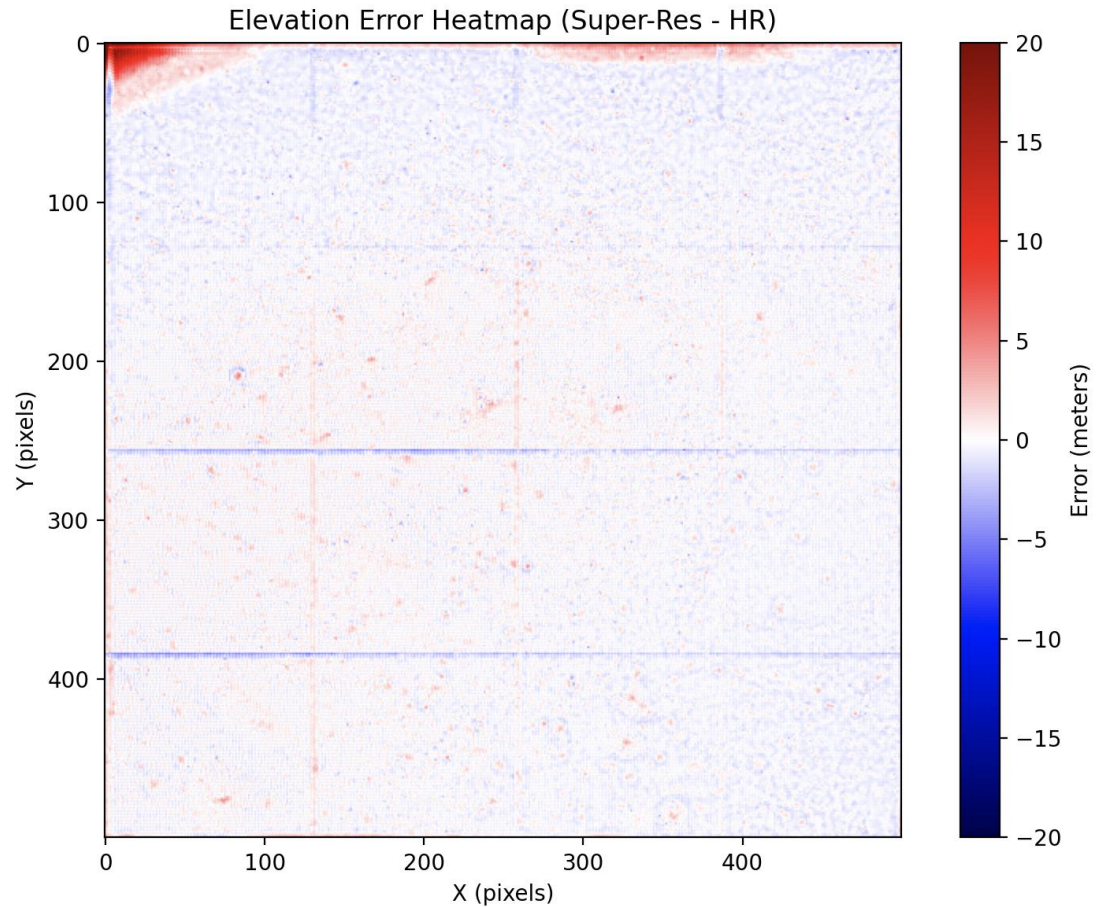 Elevation Error Heatmap (Super-Res - HR)
0
100
200
300
400
Y (pixels)
0 100 200 300 400
X (pixels)
20
15
10
5
0
−5
−10
−15
−20
Error (meters)